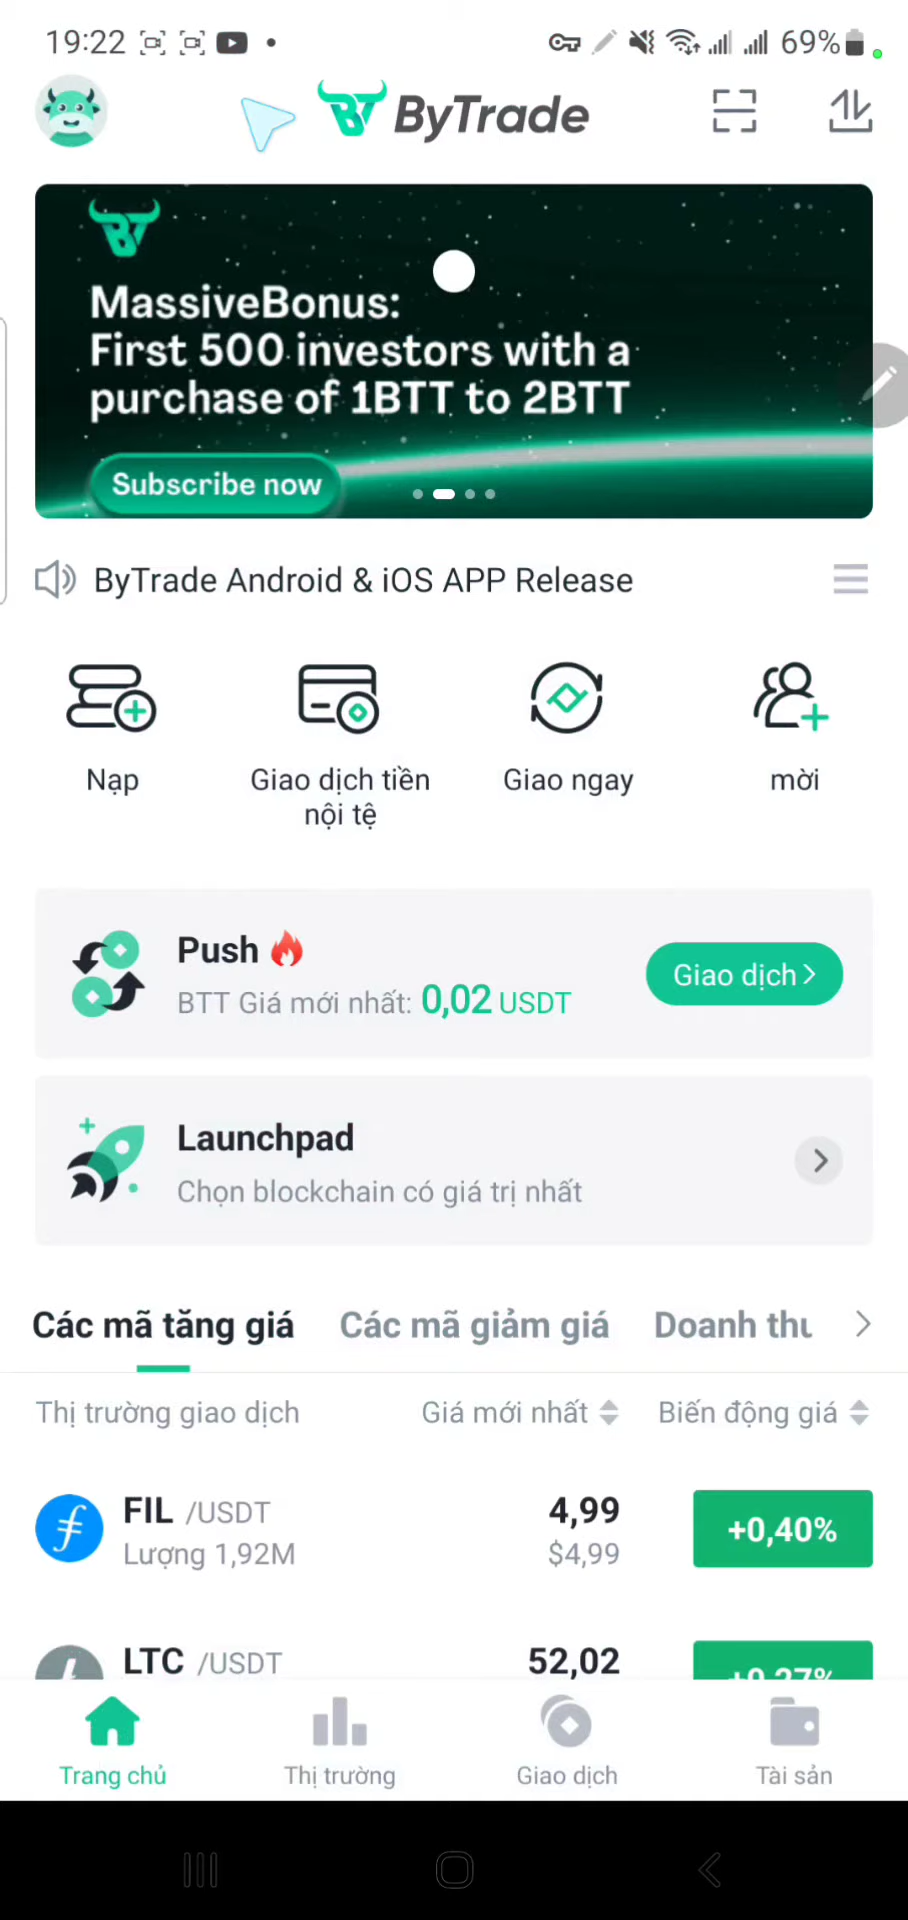 19:22
69%
ByTrade
MassiveBonus:
First 500 investors with a
purchase of 1BTT to 2BTT
Subscribe now
ByTrade Android & iOS APP Release
Nạp
Giao dịch tiền
nội tệ
Giao ngay
mời
Push
BTT Giá mới nhất: 0,02 USDT
Giao dịch
Launchpad
Chọn blockchain có giá trị nhất
Các mã tăng giá Các mã giảm giá Doanh thu
Thị trường giao dịch Giá mới nhất Biến động giá
FIL /USDT 4,99 +0,40%
Lượng 1,92M $4,99
LTC /USDT 52,02 +0,27%
Trang chủ Thị trường Giao dịch Tài sản